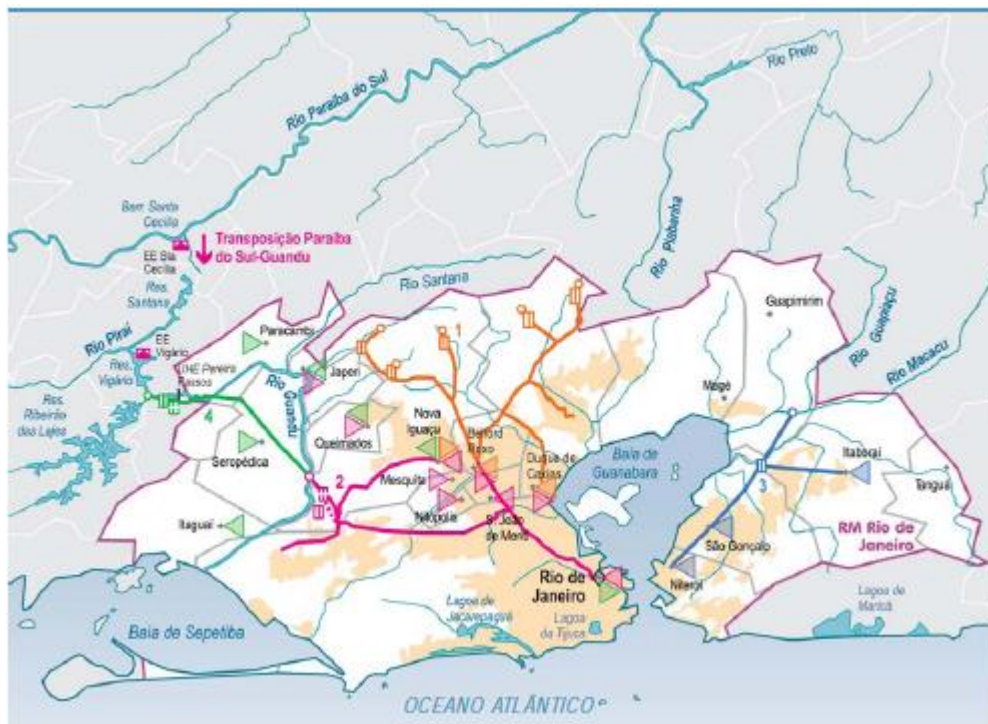 Rio Preto
Rio Paraíba do Sul
Barr. Santa
Cecília
Transposição Paraíba
do Sul-Guandu
EE Sta
Cecília
Res.
Santana
Rio Piabanha
Rio Santana
Guapimirim
Rio Guapiaçu
Rio Macacu
Rio Piraí
EE
Vigário
Paracambi
1
Res.
Vigário
UHE Pereira
Passos
Rio
Guandu
Japeri
Magé
Res.
Ribeirão
das Lajes
4
Queimados
Nova
Iguaçu
Belford
Roxo
Duque de
Caxias
Baía de
Guanabara
Itaboraí
Seropédica
Mesquita
2
3
Tanguá
Nilópolis
Itaguaí
S. João
de Meriti
São Gonçalo
RM Rio de
Janeiro
Niterói
Rio de
Janeiro
Lagoa de
Jacarepaguá
Lagoa
da Tijuca
Lagoa de
Maricá
Baía de Sepetiba
OCEANO ATLÂNTICO